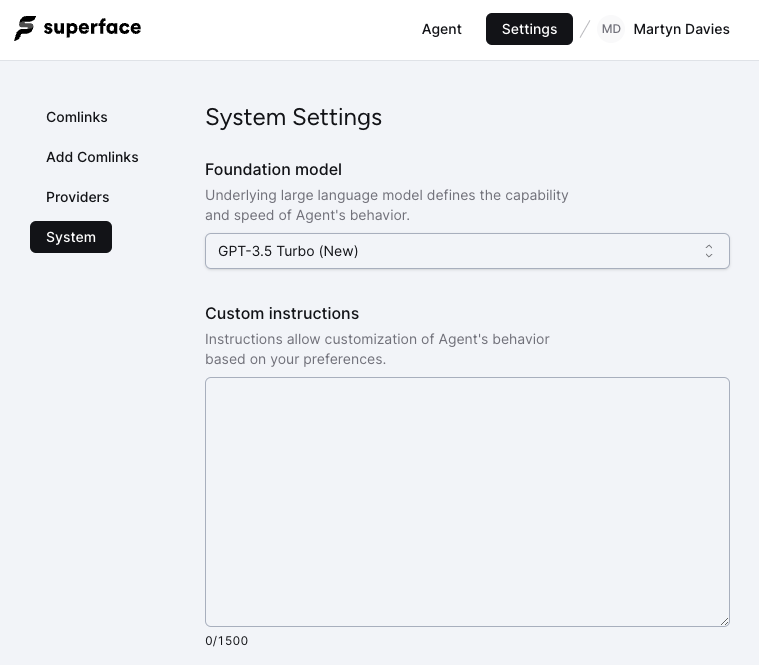 superface
Agent
Settings
MD
Martyn Davies
Comlinks
Add Comlinks
Providers
System
System Settings
Foundation model
Underlying large language model defines the capability
and speed of Agent's behavior.
GPT-3.5 Turbo (New)
Custom instructions
Instructions allow customization of Agent's behavior
based on your preferences.
0/1500